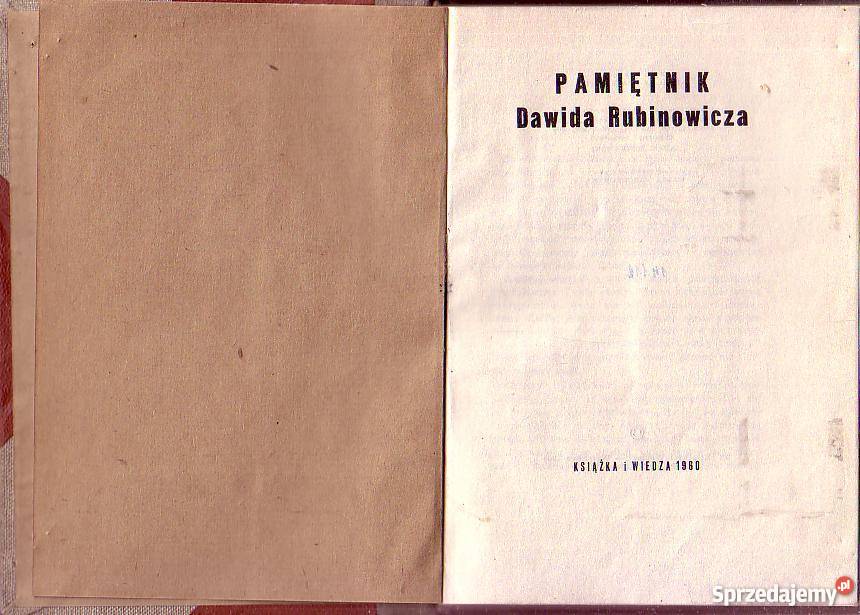 PAMIĘTNIK
Dawida Rubinowicza
KSIĄŻKA i WIEDZA 1960
Sprzedajemy.pl